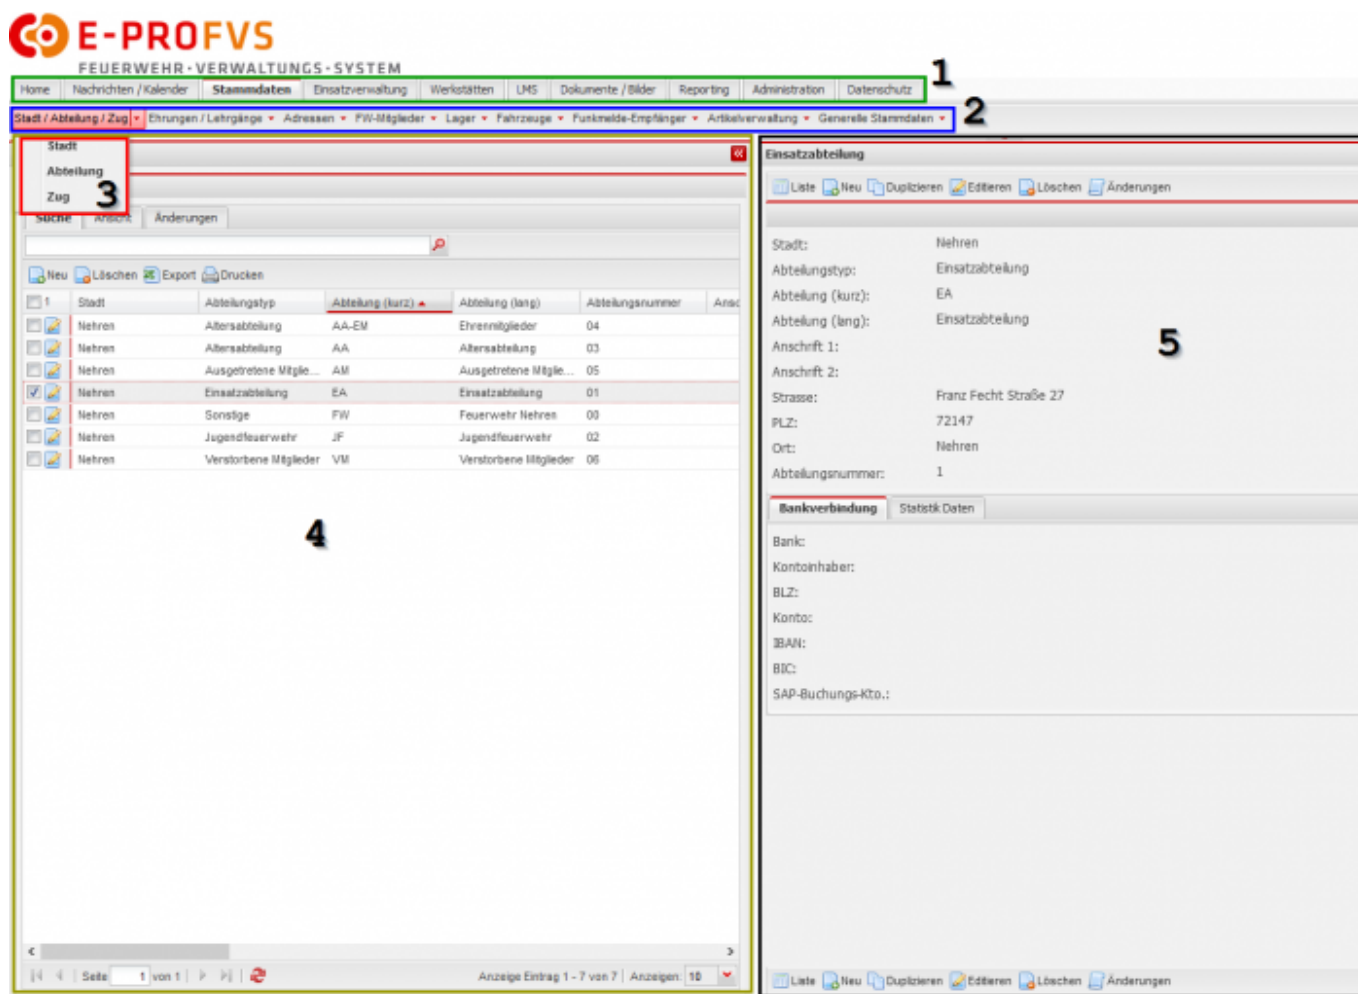 E-PROFVS
FEUERWEHR-VERWALTUNGS-SYSTEM
Home Nachrichten / Kalender Stammdaten Einsatzverwaltung Werkstätten LMS Dokumente / Bilder Reporting Administration Datenschutz 1
Stadt / Abteilung / Zug Ehrungen / Lehrgänge Adressen FW-Mitglieder Lager Fahrzeuge Funkmelde-Empfänger Artikelverwaltung Generelle Stammdaten 2
Stadt
Abteilung
Zug 3
Suche Ansicht Änderungen
Neu Löschen Export Drucken
1 Stadt Abteilungstyp Abteilung (kurz) Abteilung (lang) Abteilungsnummer Ansc
Nehren Altersabteilung AA-EM Ehrenmitglieder 04
Nehren Altersabteilung AA Altersabteilung 03
Nehren Ausgetretene Mitglie... AM Ausgetretene Mitglie... 05
Nehren Einsatzabteilung EA Einsatzabteilung 01
Nehren Sonstige FW Feuerwehr Nehren 00
Nehren Jugendfeuerwehr JF Jugendfeuerwehr 02
Nehren Verstorbene Mitglieder VM Verstorbene Mitglieder 06
4
Seite 1 von 1 Anzeige Eintrag 1 - 7 von 7 Anzeigen: 10
Einsatzabteilung
Liste Neu Duplizieren Editieren Löschen Änderungen
Stadt: Nehren
Abteilungstyp: Einsatzabteilung
Abteilung (kurz): EA
Abteilung (lang): Einsatzabteilung
Anschrift 1:
5
Anschrift 2:
Strasse: Franz Fecht Straße 27
PLZ: 72147
Ort: Nehren
Abteilungsnummer: 1
Bankverbindung Statistik Daten
Bank:
Kontoinhaber:
BLZ:
Konto:
IBAN:
BIC:
SAP-Buchungs-Kto.:
Liste Neu Duplizieren Editieren Löschen Änderungen